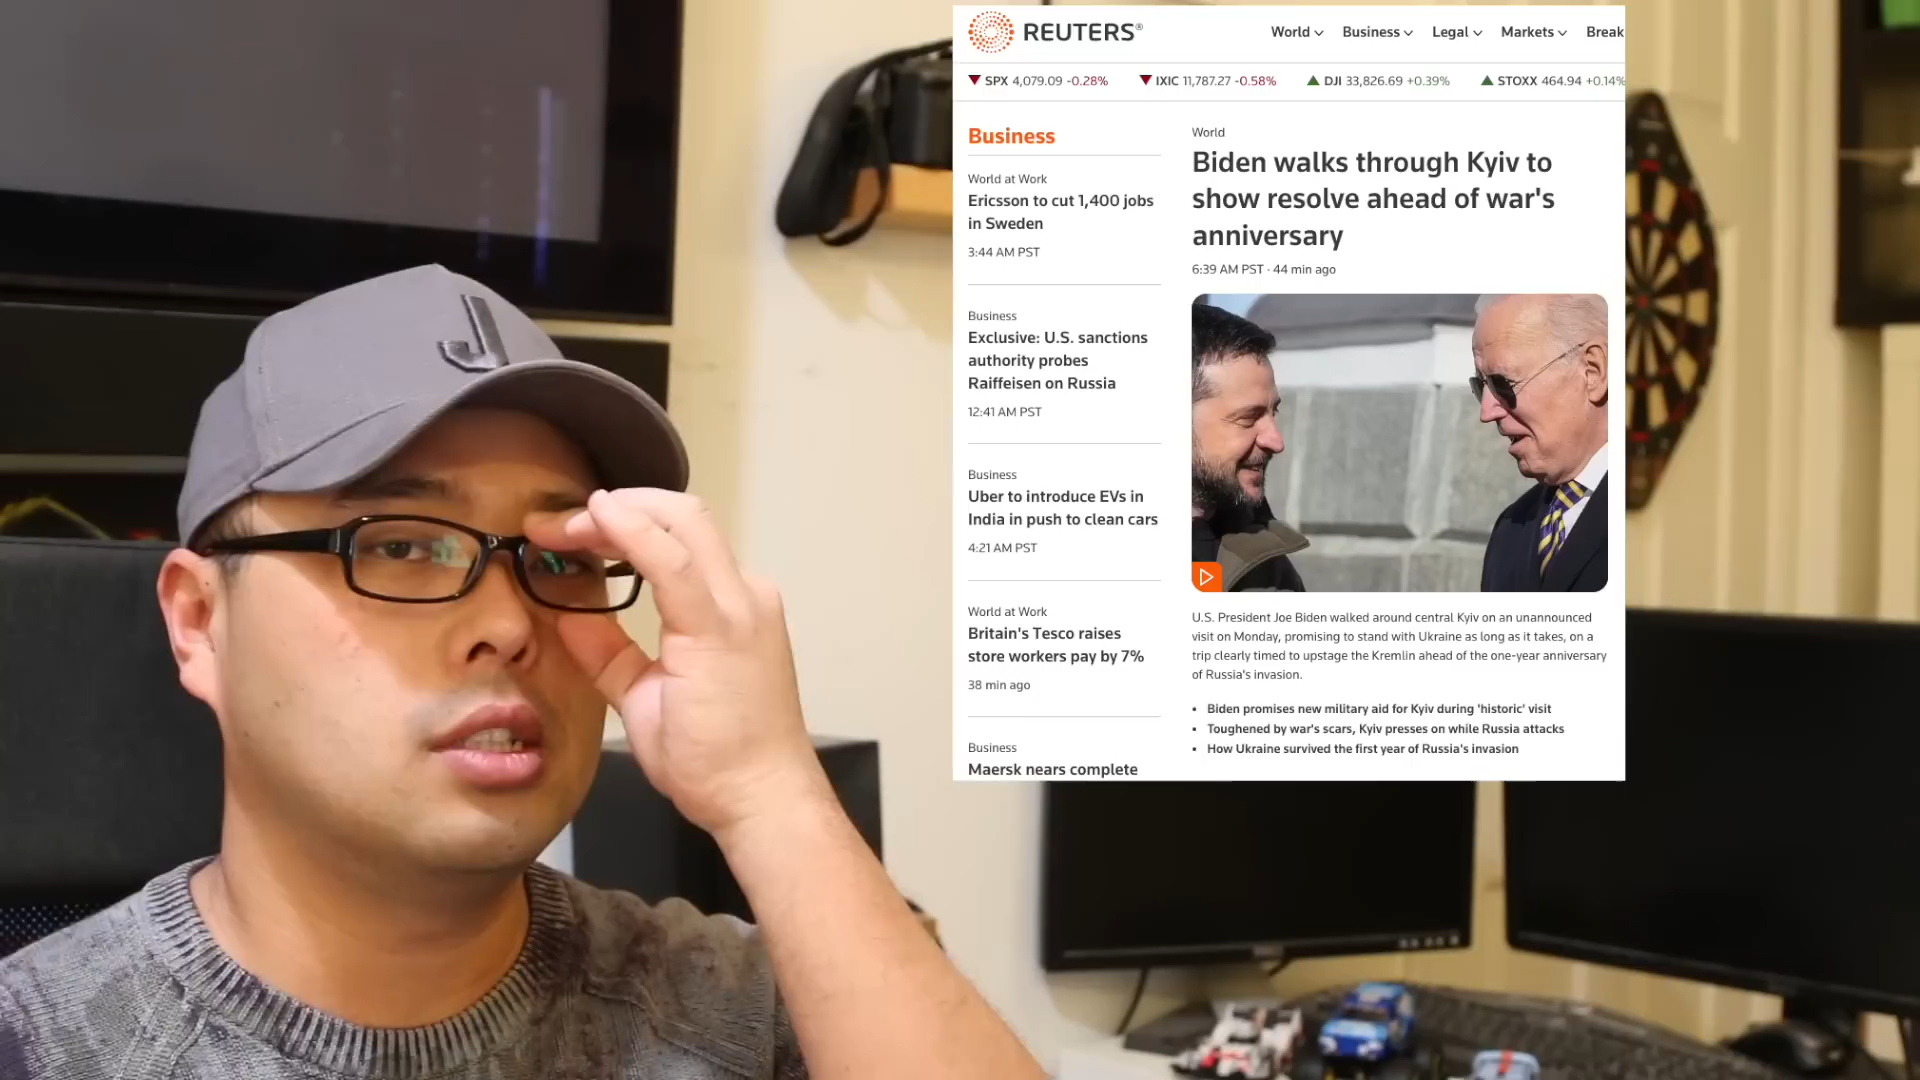 J
REUTERS®
World Business Legal Markets Break
SPX 4,079.09 -0.28% IXIC 11,787.27 -0.58% DJI 33,826.69 +0.39% STOXX 464.94 +0.14%
Business
World at Work
Ericsson to cut 1,400 jobs
in Sweden
3:44 AM PST
Business
Exclusive: U.S. sanctions
authority probes
Raiffeisen on Russia
12:41 AM PST
Business
Uber to introduce EVs in
India in push to clean cars
4:21 AM PST
World at Work
Britain's Tesco raises
store workers pay by 7%
38 min ago
Business
Maersk nears complete
World
Biden walks through Kyiv to
show resolve ahead of war's
anniversary
6:39 AM PST · 44 min ago
U.S. President Joe Biden walked around central Kyiv on an unannounced
visit on Monday, promising to stand with Ukraine as long as it takes, on a
trip clearly timed to upstage the Kremlin ahead of the one-year anniversary
of Russia's invasion.
• Biden promises new military aid for Kyiv during 'historic' visit
• Toughened by war's scars, Kyiv presses on while Russia attacks
• How Ukraine survived the first year of Russia's invasion